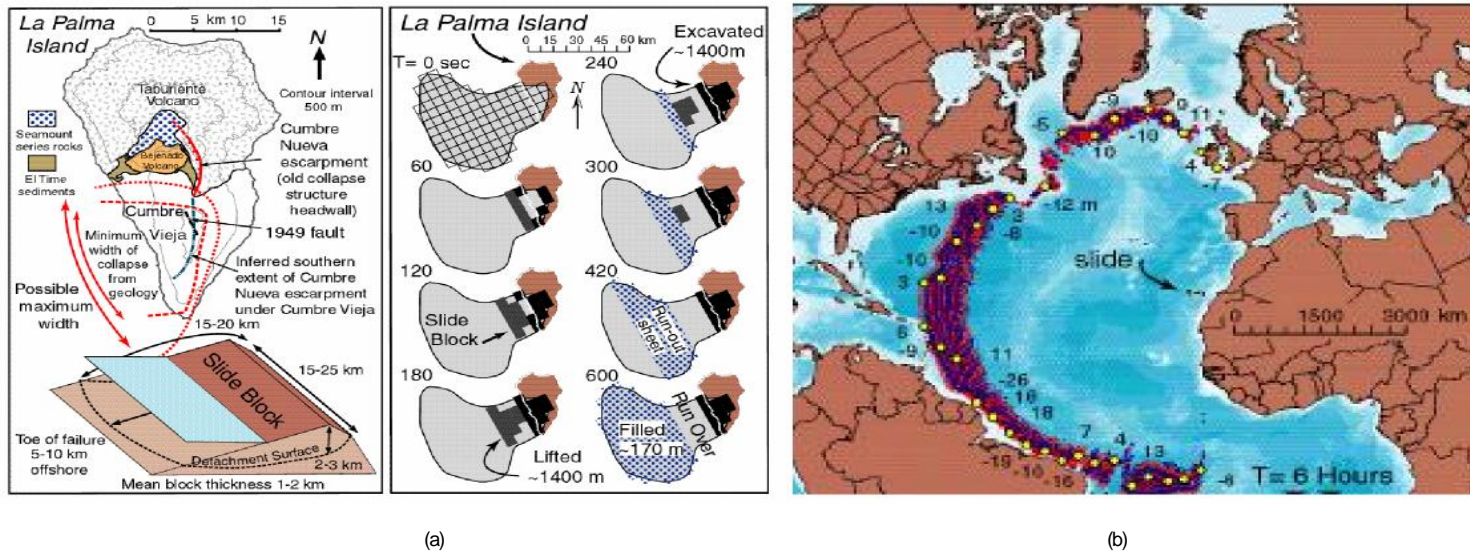 La Palma
Island
0 5 km 10 15
N
Contour interval
500 m
Taburiente
Volcano
Seamount
series rocks
Bejenado
Volcano
El Time
sediments
Cumbre
Nueva
escarpment
(old collapse
structure
headwall)
Cumbre
Vieja
1949 fault
Minimum
width of
collapse
from
geology
Inferred southern
extent of Cumbre
Nueva escarpment
under Cumbre Vieja
Possible
maximum
width
15-20 km
15-25 km
Slide Block
Toe of failure
5-10 km
offshore
Detachment Surface
2-3 km
Mean block thickness 1-2 km
La Palma Island
0 15 30 45 60 km
Excavated
~1400m
T= 0 sec
N
240
60
300
120
420
Slide
Block
Run-out
sheet
180
600
Lifted
~1400 m
Filled
~170 m
Run Over
(a)
-9
9
11
-5
-10
10
4
-7
-12 m
13
3
-8
-10
-10
slide
3
0 1500 3000 km
6
-9
11
-26
-16
18
7
4
13
-19
-10
-16
-8
T= 6 Hours
(b)